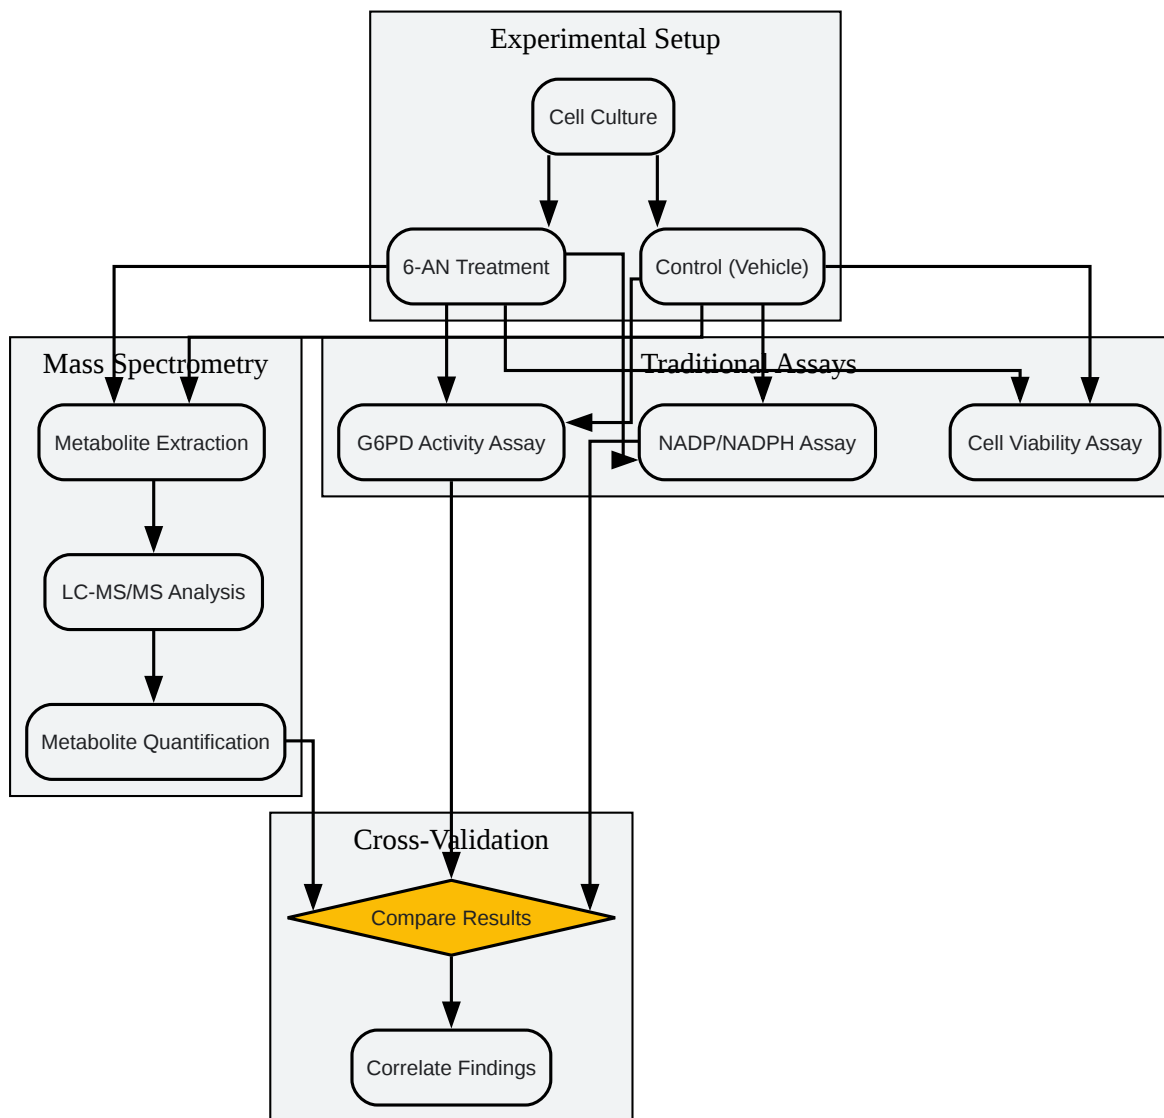 Experimental Setup
Cell Culture
6-AN Treatment
Control (Vehicle)
Mass Spectrometry
Traditional Assays
Metabolite Extraction
G6PD Activity Assay
NADP/NADPH Assay
Cell Viability Assay
LC-MS/MS Analysis
Metabolite Quantification
Cross-Validation
Compare Results
Correlate Findings